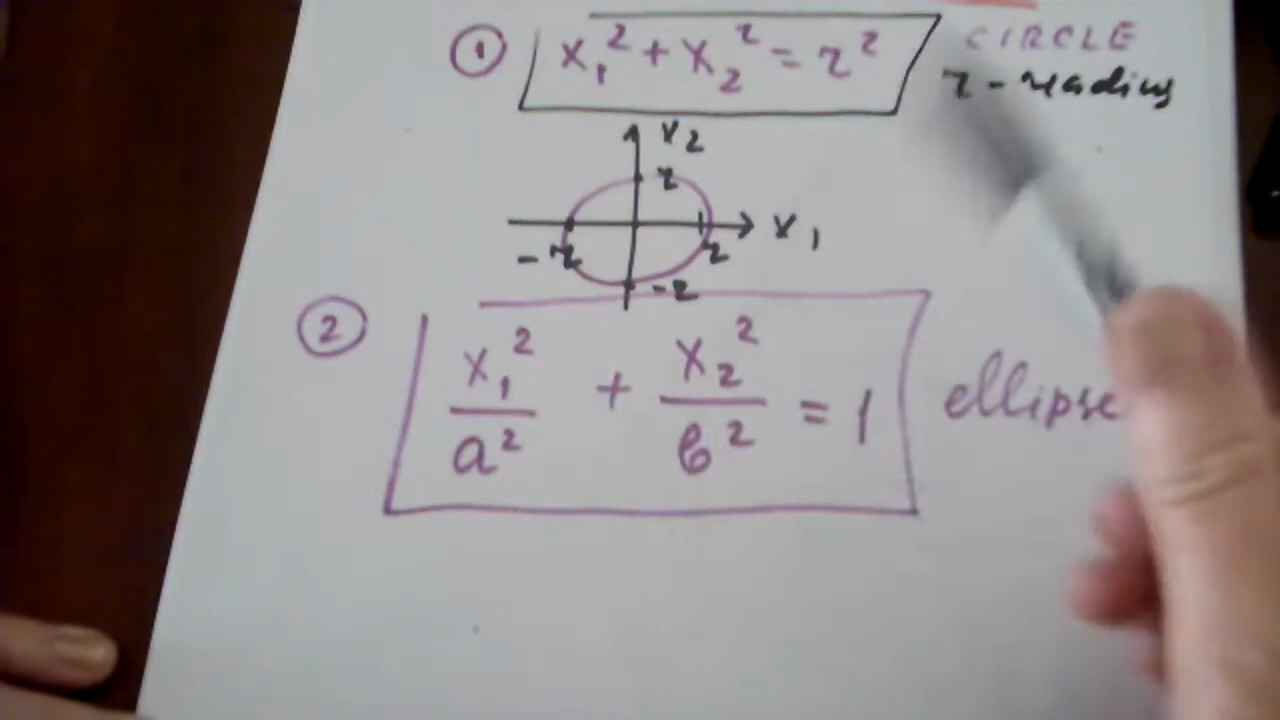 ① x₁² + x₂² = r² CIRCLE
r - radius
x₂
r
x₁
-r r
-r
② x₁²/a² + x₂²/b² = 1 ellipse